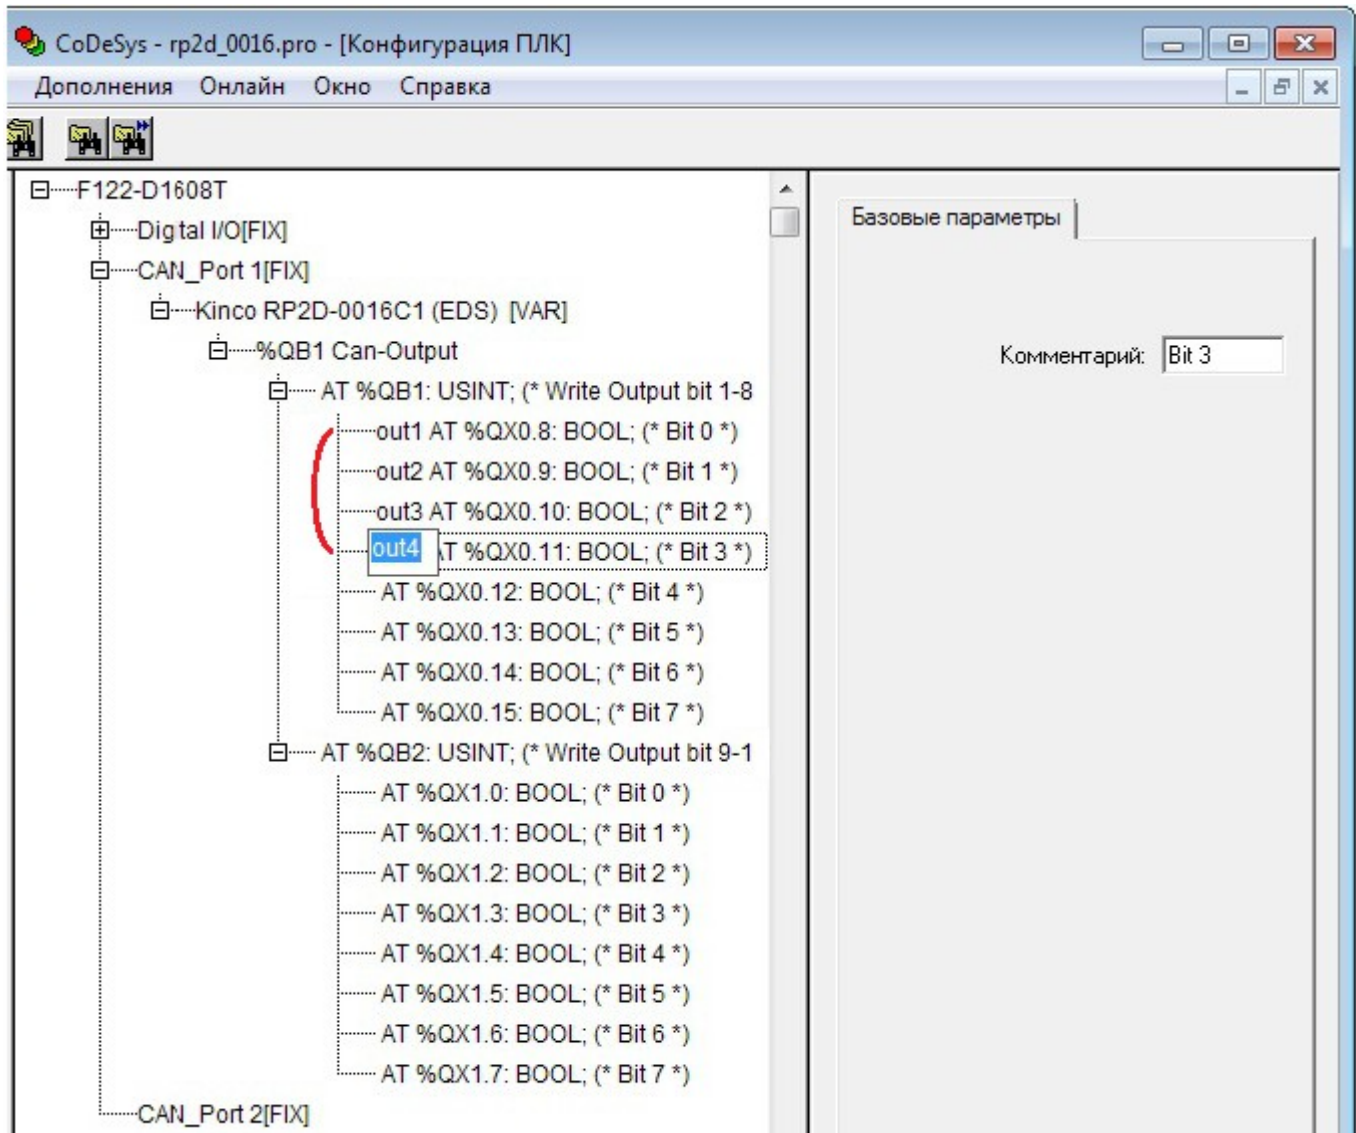 CoDeSys - rp2d_0016.pro - [Конфигурация ПЛК]
Дополнения Онлайн Окно Справка
F122-D1608T
Digital I/O[FIX]
CAN_Port 1[FIX]
Kinco RP2D-0016C1 (EDS) [VAR]
%QB1 Can-Output
AT %QB1: USINT; (* Write Output bit 1-8
out1 AT %QX0.8: BOOL; (* Bit 0 *)
out2 AT %QX0.9: BOOL; (* Bit 1 *)
out3 AT %QX0.10: BOOL; (* Bit 2 *)
out4 AT %QX0.11: BOOL; (* Bit 3 *)
AT %QX0.12: BOOL; (* Bit 4 *)
AT %QX0.13: BOOL; (* Bit 5 *)
AT %QX0.14: BOOL; (* Bit 6 *)
AT %QX0.15: BOOL; (* Bit 7 *)
AT %QB2: USINT; (* Write Output bit 9-1
AT %QX1.0: BOOL; (* Bit 0 *)
AT %QX1.1: BOOL; (* Bit 1 *)
AT %QX1.2: BOOL; (* Bit 2 *)
AT %QX1.3: BOOL; (* Bit 3 *)
AT %QX1.4: BOOL; (* Bit 4 *)
AT %QX1.5: BOOL; (* Bit 5 *)
AT %QX1.6: BOOL; (* Bit 6 *)
AT %QX1.7: BOOL; (* Bit 7 *)
CAN_Port 2[FIX]
Базовые параметры
Комментарий: Bit 3